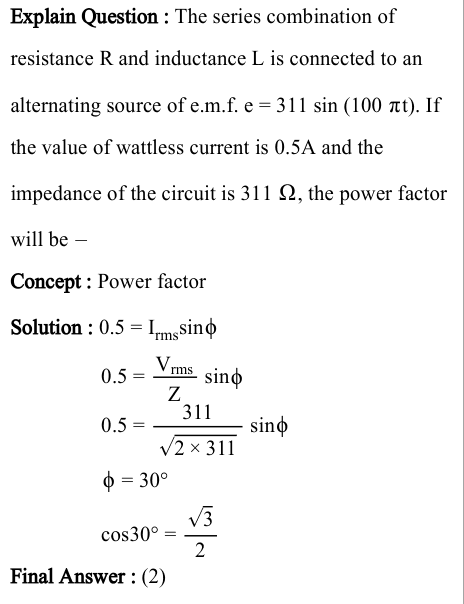 Explain Question : The series combination of
resistance R and inductance L is connected to an
alternating source of e.m.f. e = 311 sin (100 πt). If
the value of wattless current is 0.5A and the
impedance of the circuit is 311 Ω, the power factor
will be –
Concept : Power factor
Solution : 0.5 = I_rms sinϕ
0.5 = V_rms / Z sinϕ
0.5 = 311 / √(2 × 311) sinϕ
ϕ = 30°
cos30° = √3 / 2
Final Answer : (2)